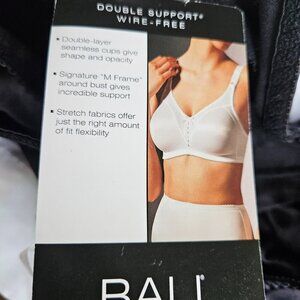 DOUBLE SUPPORT®
WIRE-FREE
• Double-layer
seamless cups give
shape and opacity
• Signature "M Frame"
around bust gives
incredible support
• Stretch fabrics offer
just the right amount
of fit flexibility
BALI®